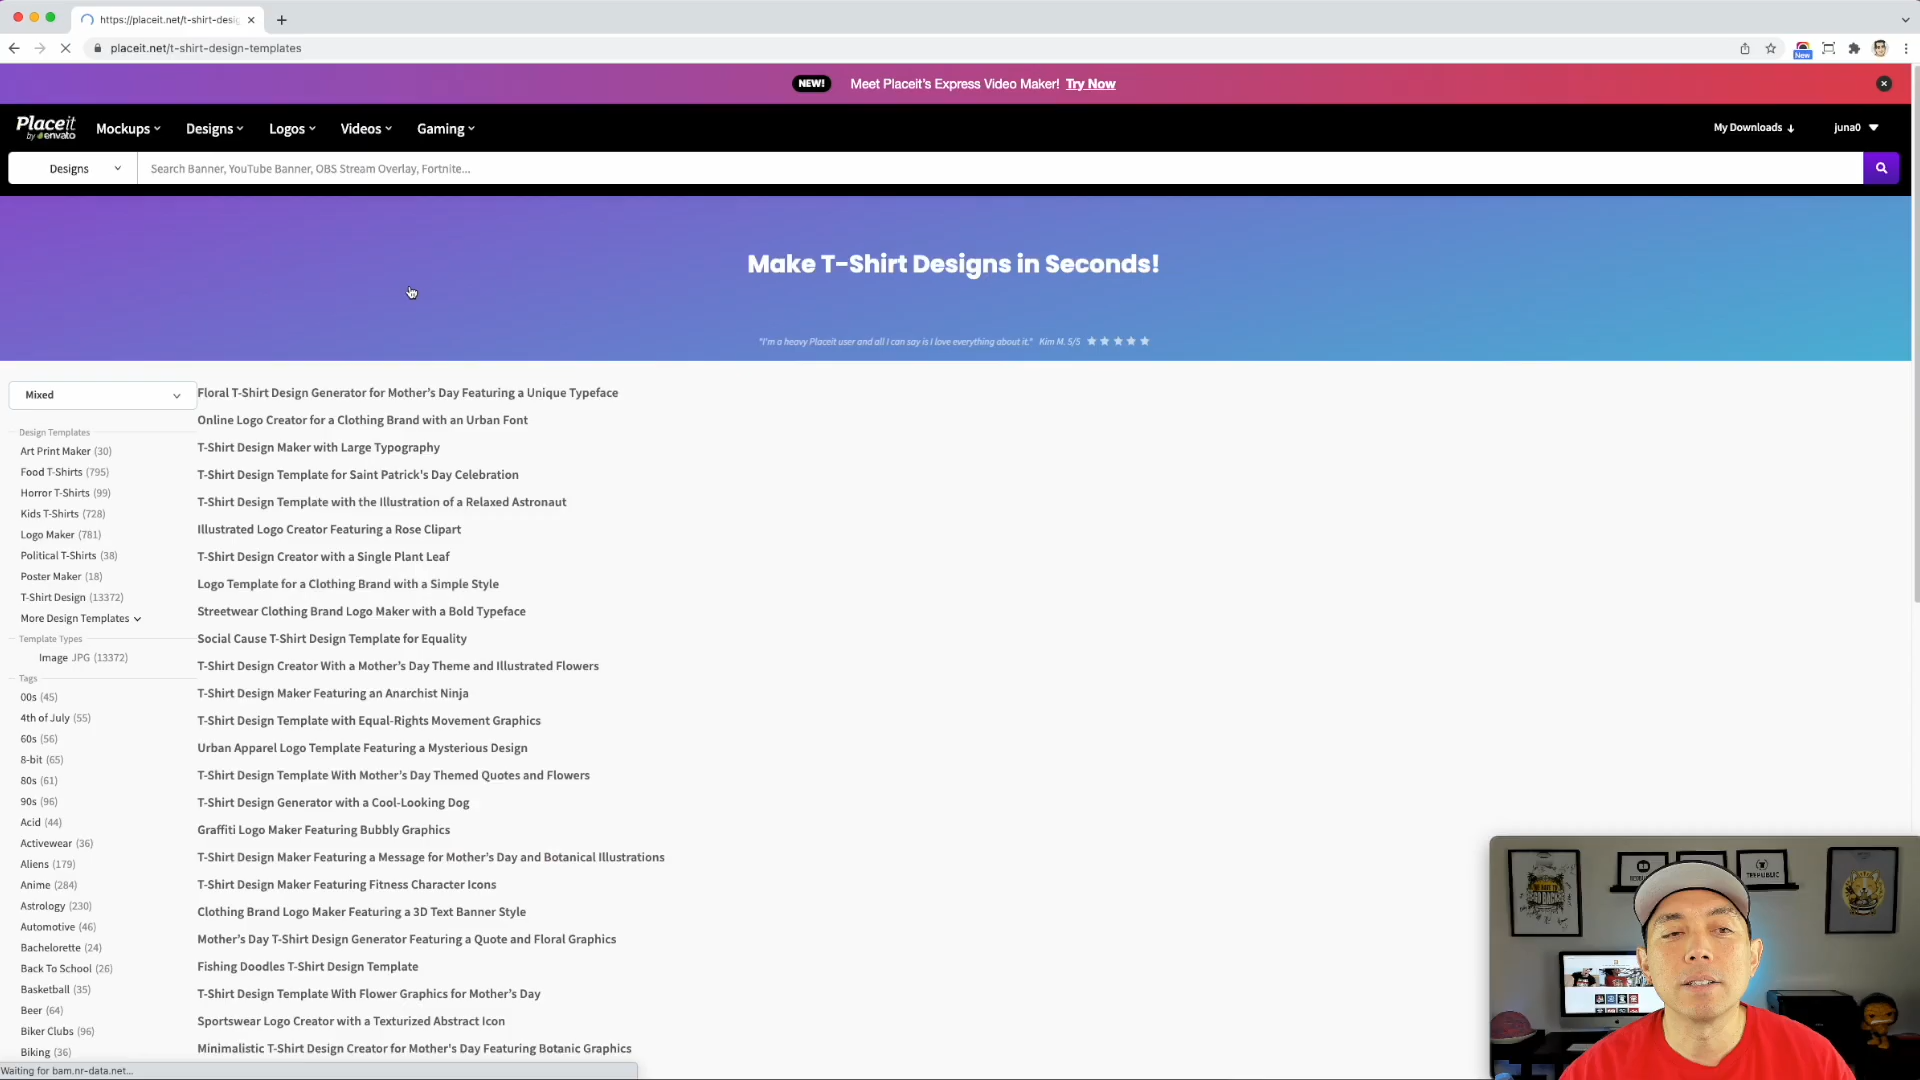 https://placeit.net/t-shirt-desig
placeit.net/t-shirt-design-templates
New
NEW! Meet Placeit's Express Video Maker! Try Now
Placeit by envato
Mockups Designs Logos Videos Gaming My Downloads juna0
Designs Search Banner, YouTube Banner, OBS Stream Overlay, Fortnite...
Make T-Shirt Designs in Seconds!
"I'm a heavy Placeit user and all I can say is I love everything about it." Kim M. 5/5
Mixed
Design Templates
Art Print Maker (30)
Food T-Shirts (795)
Horror T-Shirts (99)
Kids T-Shirts (728)
Logo Maker (781)
Political T-Shirts (38)
Poster Maker (18)
T-Shirt Design (13372)
More Design Templates
Template Types
Image JPG (13372)
Tags
00s (45)
4th of July (55)
60s (56)
8-bit (65)
80s (61)
90s (96)
Acid (44)
Activewear (36)
Aliens (179)
Anime (284)
Astrology (230)
Automotive (46)
Bachelorette (24)
Back To School (26)
Basketball (35)
Beer (64)
Biker Clubs (96)
Biking (36)
Floral T-Shirt Design Generator for Mother's Day Featuring a Unique Typeface
Online Logo Creator for a Clothing Brand with an Urban Font
T-Shirt Design Maker with Large Typography
T-Shirt Design Template for Saint Patrick's Day Celebration
T-Shirt Design Template with the Illustration of a Relaxed Astronaut
Illustrated Logo Creator Featuring a Rose Clipart
T-Shirt Design Creator with a Single Plant Leaf
Logo Template for a Clothing Brand with a Simple Style
Streetwear Clothing Brand Logo Maker with a Bold Typeface
Social Cause T-Shirt Design Template for Equality
T-Shirt Design Creator With a Mother's Day Theme and Illustrated Flowers
T-Shirt Design Maker Featuring an Anarchist Ninja
T-Shirt Design Template with Equal-Rights Movement Graphics
Urban Apparel Logo Template Featuring a Mysterious Design
T-Shirt Design Template With Mother's Day Themed Quotes and Flowers
T-Shirt Design Generator with a Cool-Looking Dog
Graffiti Logo Maker Featuring Bubbly Graphics
T-Shirt Design Maker Featuring a Message for Mother's Day and Botanical Illustrations
T-Shirt Design Maker Featuring Fitness Character Icons
Clothing Brand Logo Maker Featuring a 3D Text Banner Style
Mother's Day T-Shirt Design Generator Featuring a Quote and Floral Graphics
Fishing Doodles T-Shirt Design Template
T-Shirt Design Template With Flower Graphics for Mother's Day
Sportswear Logo Creator with a Texturized Abstract Icon
Minimalistic T-Shirt Design Creator for Mother's Day Featuring Botanic Graphics
Waiting for bam.nr-data.net...